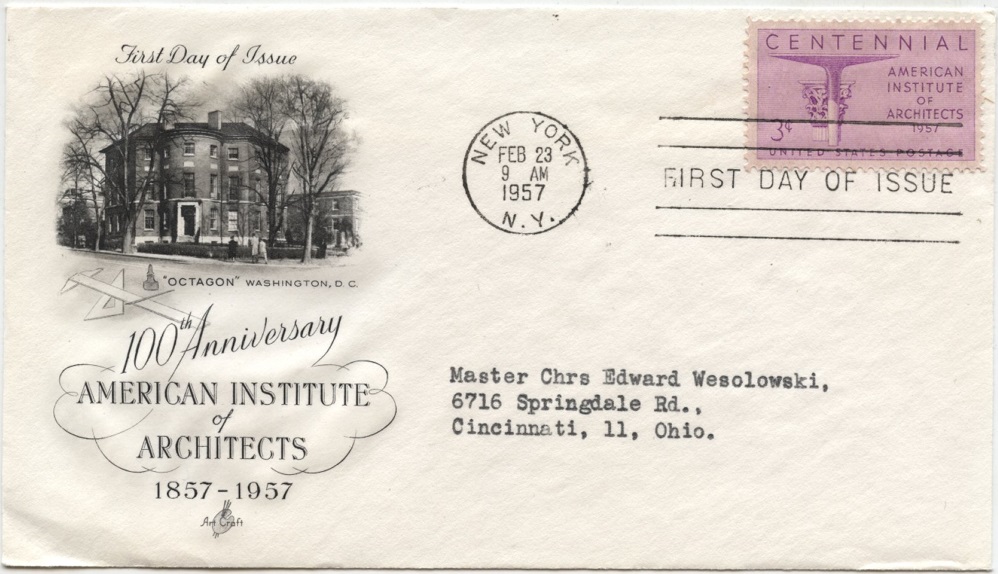 First Day of Issue
"OCTAGON" WASHINGTON, D. C.
100th Anniversary
AMERICAN INSTITUTE
of
ARCHITECTS
1857-1957
Art Craft
NEW YORK
FEB 23
9 AM
1957
N.Y.
CENTENNIAL
AMERICAN
INSTITUTE
OF
ARCHITECTS
1957
3¢
UNITED STATES POSTAGE
FIRST DAY OF ISSUE
Master Chrs Edward Wesolowski,
6716 Springdale Rd.,
Cincinnati, 11, Ohio.